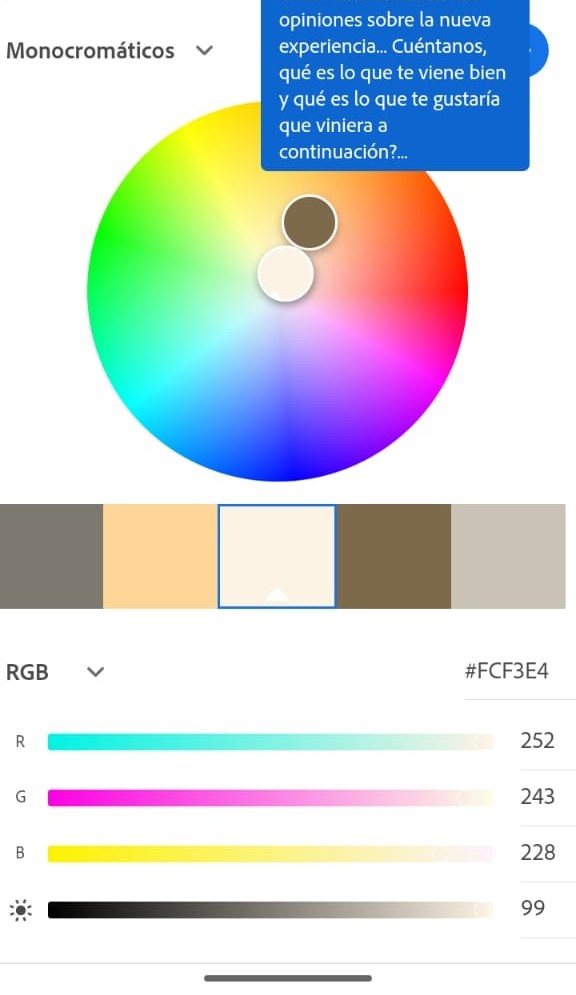 opiniones sobre la nueva
Monocromáticos
experiencia... Cuéntanos,
qué es lo que te viene bien
y qué es lo que te gustaría
que viniera a
continuación?...
RGB
#FCF3E4
R 252
G 243
B 228
99